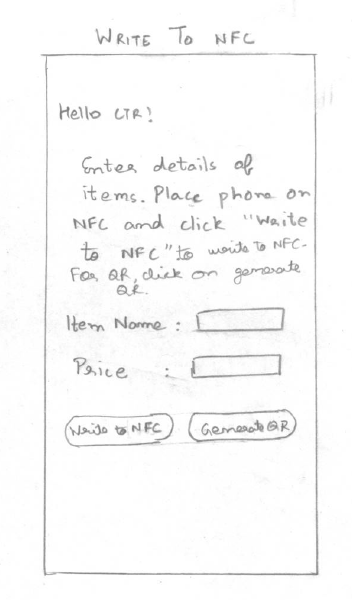 WRITE TO NFC
Hello CTR!
Enter details of
items. Place phone on
NFC and click "Write
to NFC" to write to NFC.
For QR, click on generate
QR.
Item Name :
Price :
Write to NFC
Generate QR